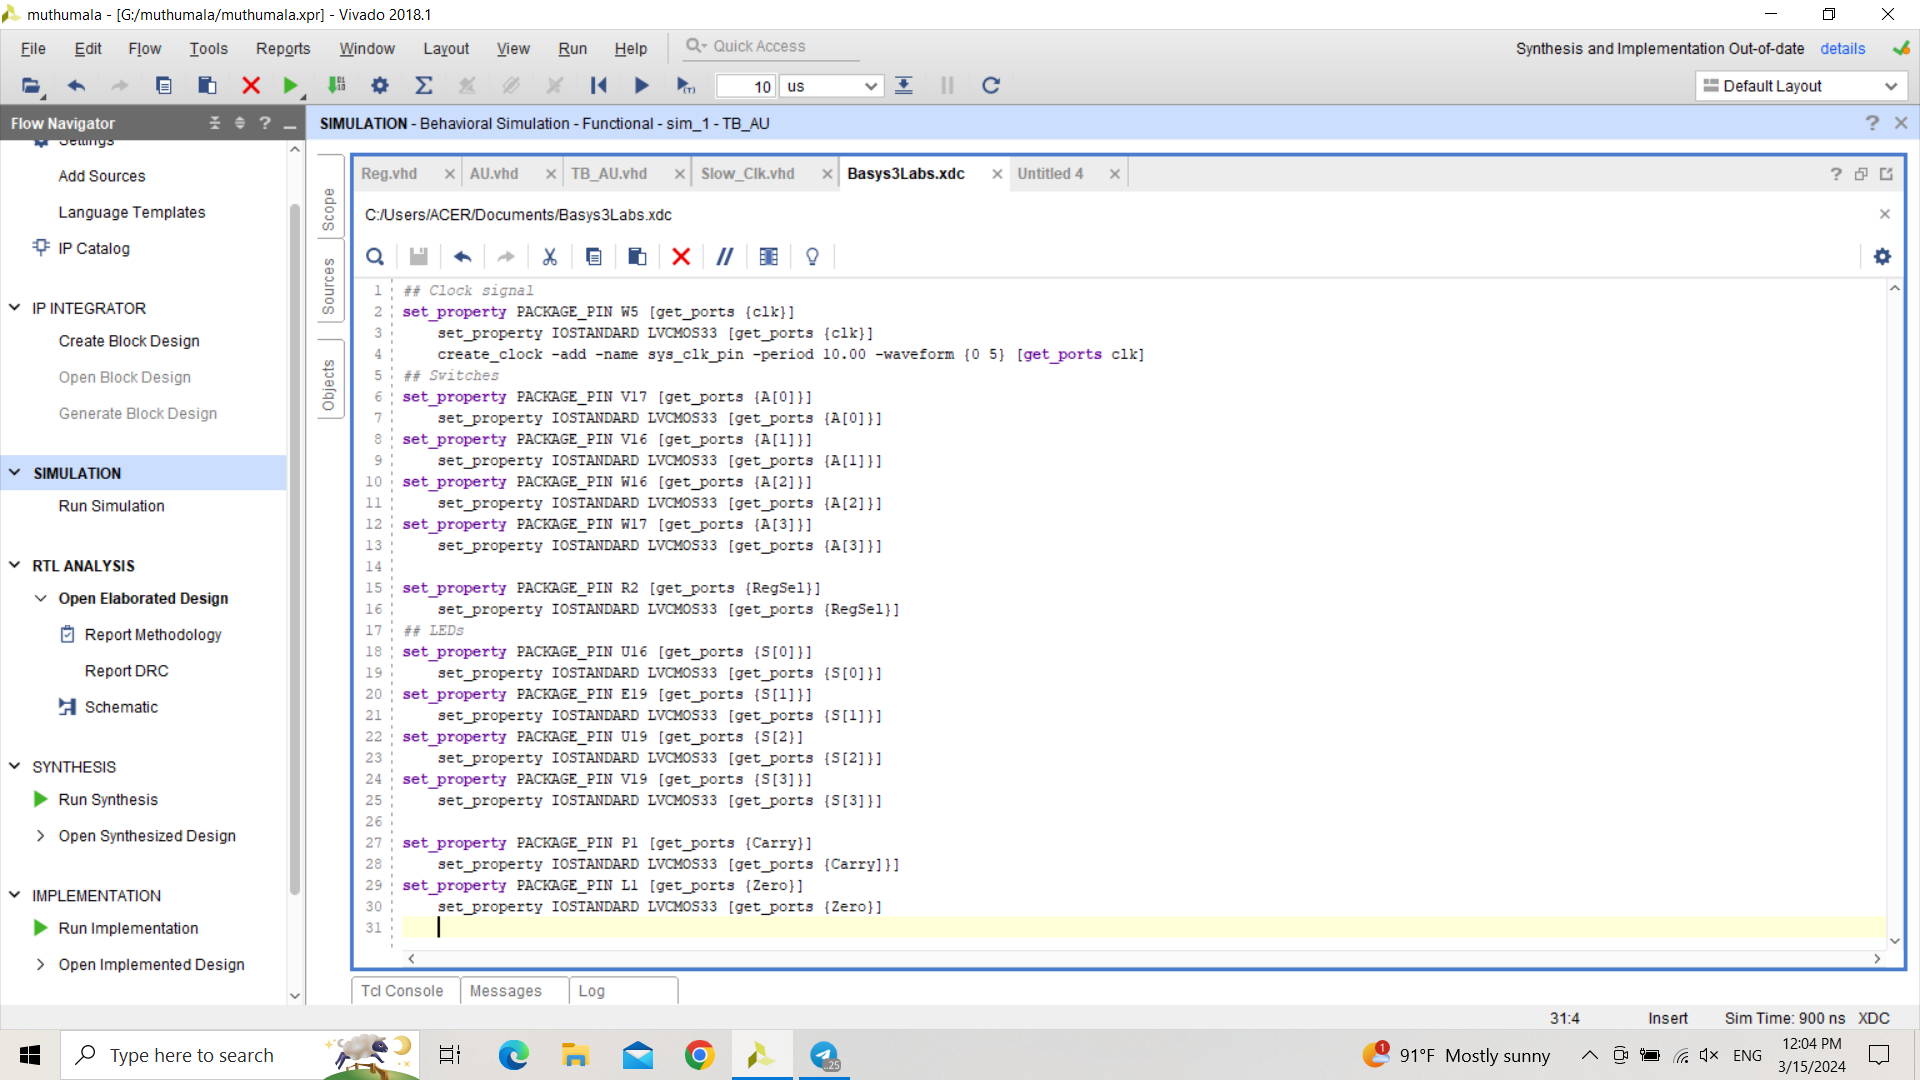 muthumala - [G:/muthumala/muthumala.xpr] - Vivado 2018.1
File Edit Flow Tools Reports Window Layout View Run Help Quick Access
Synthesis and Implementation Out-of-date details
10 us
Default Layout
Flow Navigator
SIMULATION - Behavioral Simulation - Functional - sim_1 - TB_AU
Settings
Add Sources
Language Templates
IP Catalog
IP INTEGRATOR
Create Block Design
Open Block Design
Generate Block Design
SIMULATION
Run Simulation
RTL ANALYSIS
Open Elaborated Design
Report Methodology
Report DRC
Schematic
SYNTHESIS
Run Synthesis
Open Synthesized Design
IMPLEMENTATION
Run Implementation
Open Implemented Design
Scope
Sources
Objects
Reg.vhd AU.vhd TB_AU.vhd Slow_Clk.vhd Basys3Labs.xdc Untitled 4
C:/Users/ACER/Documents/Basys3Labs.xdc
1 ## Clock signal
2 set_property PACKAGE_PIN W5 [get_ports {clk}]
3 set_property IOSTANDARD LVCMOS33 [get_ports {clk}]
4 create_clock -add -name sys_clk_pin -period 10.00 -waveform {0 5} [get_ports clk]
5 ## Switches
6 set_property PACKAGE_PIN V17 [get_ports {A[0]}]
7 set_property IOSTANDARD LVCMOS33 [get_ports {A[0]}]
8 set_property PACKAGE_PIN V16 [get_ports {A[1]}]
9 set_property IOSTANDARD LVCMOS33 [get_ports {A[1]}]
10 set_property PACKAGE_PIN W16 [get_ports {A[2]}]
11 set_property IOSTANDARD LVCMOS33 [get_ports {A[2]}]
12 set_property PACKAGE_PIN W17 [get_ports {A[3]}]
13 set_property IOSTANDARD LVCMOS33 [get_ports {A[3]}]
14
15 set_property PACKAGE_PIN R2 [get_ports {RegSel}]
16 set_property IOSTANDARD LVCMOS33 [get_ports {RegSel}]
17 ## LEDs
18 set_property PACKAGE_PIN U16 [get_ports {S[0]}]
19 set_property IOSTANDARD LVCMOS33 [get_ports {S[0]}]
20 set_property PACKAGE_PIN E19 [get_ports {S[1]}]
21 set_property IOSTANDARD LVCMOS33 [get_ports {S[1]}]
22 set_property PACKAGE_PIN U19 [get_ports {S[2}]
23 set_property IOSTANDARD LVCMOS33 [get_ports {S[2]}]
24 set_property PACKAGE_PIN V19 [get_ports {S[3]}]
25 set_property IOSTANDARD LVCMOS33 [get_ports {S[3]}]
26
27 set_property PACKAGE_PIN P1 [get_ports {Carry}]
28 set_property IOSTANDARD LVCMOS33 [get_ports {Carry]}]
29 set_property PACKAGE_PIN L1 [get_ports {Zero}]
30 set_property IOSTANDARD LVCMOS33 [get_ports {Zero}]
31
Tcl Console Messages Log
31:4 Insert Sim Time: 900 ns XDC
Type here to search
..25
1
91°F Mostly sunny
ENG
12:04 PM
3/15/2024